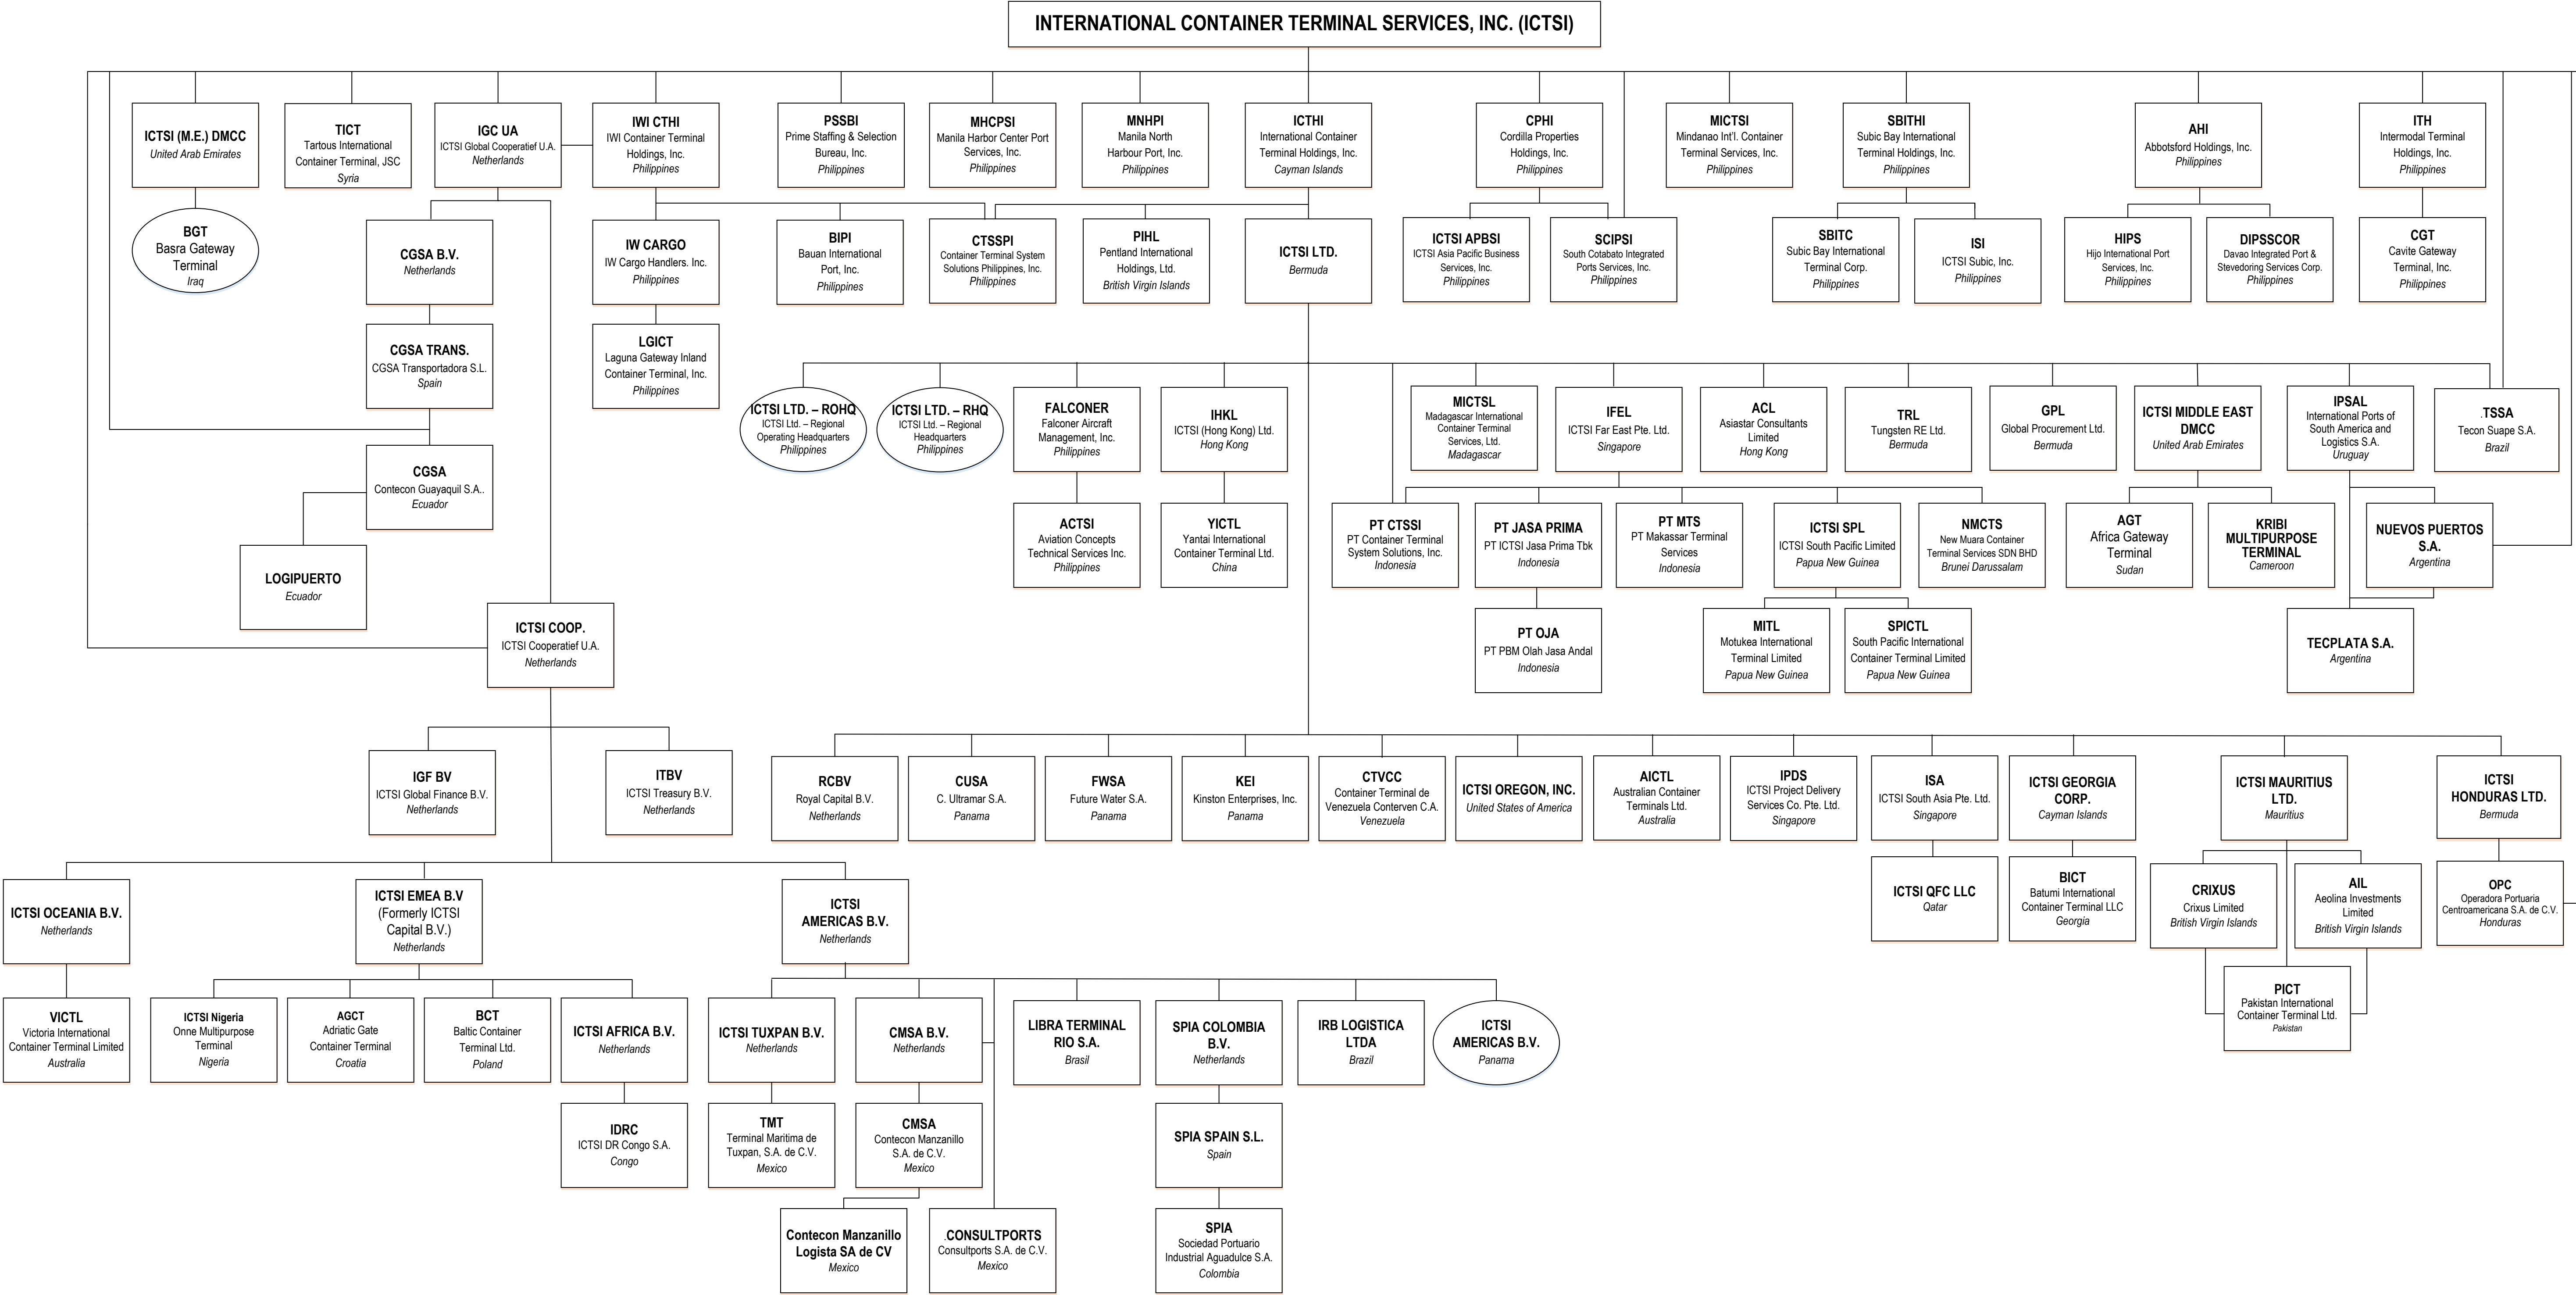 INTERNATIONAL CONTAINER TERMINAL SERVICES, INC. (ICTSI)
ICTSI (M.E.) DMCC
United Arab Emirates
TICT
Tartous International
Container Terminal, JSC
Syria
IGC UA
ICTSI Global Cooperatief U.A.
Netherlands
IWI CTHI
IWI Container Terminal
Holdings, Inc.
Philippines
PSSBI
Prime Staffing & Selection
Bureau, Inc.
Philippines
MHCPSI
Manila Harbor Center Port
Services, Inc.
Philippines
MNHPI
Manila North
Harbour Port, Inc.
Philippines
ICTHI
International Container
Terminal Holdings, Inc.
Cayman Islands
CPHI
Cordilla Properties
Holdings, Inc.
Philippines
MICTSI
Mindanao Int'l. Container
Terminal Services, Inc.
Philippines
SBITHI
Subic Bay International
Terminal Holdings, Inc.
Philippines
AHI
Abbotsford Holdings, Inc.
Philippines
ITH
Intermodal Terminal
Holdings, Inc.
Philippines
BGT
Basra Gateway
Terminal
Iraq
CGSA B.V.
Netherlands
IW CARGO
IW Cargo Handlers. Inc.
Philippines
BIPI
Bauan International
Port, Inc.
Philippines
CTSSPI
Container Terminal System
Solutions Philippines, Inc.
Philippines
PIHL
Pentland International
Holdings, Ltd.
British Virgin Islands
ICTSI LTD.
Bermuda
ICTSI APBSI
ICTSI Asia Pacific Business
Services, Inc.
Philippines
SCIPSI
South Cotabato Integrated
Ports Services, Inc.
Philippines
SBITC
Subic Bay International
Terminal Corp.
Philippines
ISI
ICTSI Subic, Inc.
Philippines
HIPS
Hijo International Port
Services, Inc.
Philippines
DIPSSCOR
Davao Integrated Port &
Stevedoring Services Corp.
Philippines
CGT
Cavite Gateway
Terminal, Inc.
Philippines
CGSA TRANS.
CGSA Transportadora S.L.
Spain
LGICT
Laguna Gateway Inland
Container Terminal, Inc.
Philippines
ICTSI LTD. – ROHQ
ICTSI Ltd. – Regional
Operating Headquarters
Philippines
ICTSI LTD. – RHQ
ICTSI Ltd. – Regional
Headquarters
Philippines
FALCONER
Falconer Aircraft
Management, Inc.
Philippines
IHKL
ICTSI (Hong Kong) Ltd.
Hong Kong
MICTSL
Madagascar International
Container Terminal
Services, Ltd.
Madagascar
IFEL
ICTSI Far East Pte. Ltd.
Singapore
ACL
Asiastar Consultants
Limited
Hong Kong
TRL
Tungsten RE Ltd.
Bermuda
GPL
Global Procurement Ltd.
Bermuda
ICTSI MIDDLE EAST
DMCC
United Arab Emirates
IPSAL
International Ports of
South America and
Logistics S.A.
Uruguay
.TSSA
Tecon Suape S.A.
Brazil
CGSA
Contecon Guayaquil S.A..
Ecuador
ACTSI
Aviation Concepts
Technical Services Inc.
Philippines
YICTL
Yantai International
Container Terminal Ltd.
China
PT CTSSI
PT Container Terminal
System Solutions, Inc.
Indonesia
PT JASA PRIMA
PT ICTSI Jasa Prima Tbk
Indonesia
PT MTS
PT Makassar Terminal
Services
Indonesia
ICTSI SPL
ICTSI South Pacific Limited
Papua New Guinea
NMCTS
New Muara Container
Terminal Services SDN BHD
Brunei Darussalam
AGT
Africa Gateway
Terminal
Sudan
KRIBI
MULTIPURPOSE
TERMINAL
Cameroon
NUEVOS PUERTOS
S.A.
Argentina
LOGIPUERTO
Ecuador
ICTSI COOP.
ICTSI Cooperatief U.A.
Netherlands
PT OJA
PT PBM Olah Jasa Andal
Indonesia
MITL
Motukea International
Terminal Limited
Papua New Guinea
SPICTL
South Pacific International
Container Terminal Limited
Papua New Guinea
TECPLATA S.A.
Argentina
IGF BV
ICTSI Global Finance B.V.
Netherlands
ITBV
ICTSI Treasury B.V.
Netherlands
RCBV
Royal Capital B.V.
Netherlands
CUSA
C. Ultramar S.A.
Panama
FWSA
Future Water S.A.
Panama
KEI
Kinston Enterprises, Inc.
Panama
CTVCC
Container Terminal de
Venezuela Conterven C.A.
Venezuela
ICTSI OREGON, INC.
United States of America
AICTL
Australian Container
Terminals Ltd.
Australia
IPDS
ICTSI Project Delivery
Services Co. Pte. Ltd.
Singapore
ISA
ICTSI South Asia Pte. Ltd.
Singapore
ICTSI GEORGIA
CORP.
Cayman Islands
ICTSI MAURITIUS
LTD.
Mauritius
ICTSI
HONDURAS LTD.
Bermuda
ICTSI OCEANIA B.V.
Netherlands
ICTSI EMEA B.V
(Formerly ICTSI
Capital B.V.)
Netherlands
ICTSI
AMERICAS B.V.
Netherlands
ICTSI QFC LLC
Qatar
BICT
Batumi International
Container Terminal LLC
Georgia
CRIXUS
Crixus Limited
British Virgin Islands
AIL
Aeolina Investments
Limited
British Virgin Islands
OPC
Operadora Portuaria
Centroamericana S.A. de C.V.
Honduras
VICTL
Victoria International
Container Terminal Limited
Australia
ICTSI Nigeria
Onne Multipurpose
Terminal
Nigeria
AGCT
Adriatic Gate
Container Terminal
Croatia
BCT
Baltic Container
Terminal Ltd.
Poland
ICTSI AFRICA B.V.
Netherlands
ICTSI TUXPAN B.V.
Netherlands
CMSA B.V.
Netherlands
LIBRA TERMINAL
RIO S.A.
Brasil
SPIA COLOMBIA
B.V.
Netherlands
IRB LOGISTICA
LTDA
Brazil
ICTSI
AMERICAS B.V.
Panama
PICT
Pakistan International
Container Terminal Ltd.
Pakistan
IDRC
ICTSI DR Congo S.A.
Congo
TMT
Terminal Maritima de
Tuxpan, S.A. de C.V.
Mexico
CMSA
Contecon Manzanillo
S.A. de C.V.
Mexico
SPIA SPAIN S.L.
Spain
Contecon Manzanillo
Logista SA de CV
Mexico
.CONSULTPORTS
Consultports S.A. de C.V.
Mexico
SPIA
Sociedad Portuario
Industrial Aguadulce S.A.
Colombia